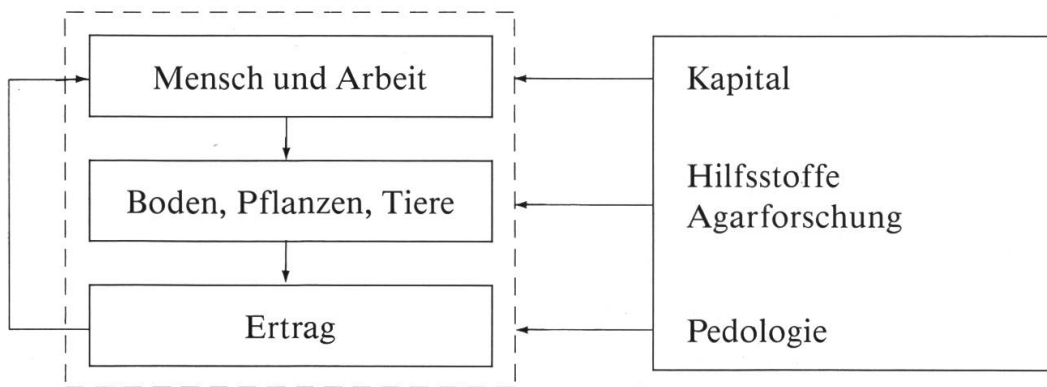 Mensch und Arbeit
Boden, Pflanzen, Tiere
Ertrag
Kapital
Hilfsstoffe
Agarforschung
Pedologie